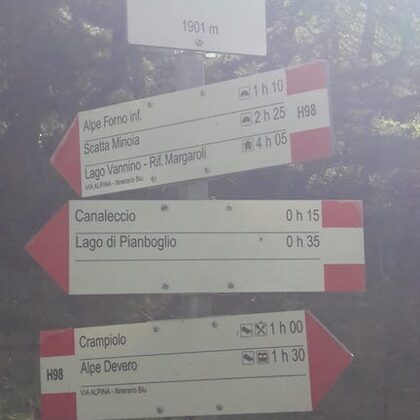 1901 m
Alpe Forno inf. 1 h 10
Scatta Minoia 2 h 25
H98
Lago Vannino - Rif. Margaroli 4 h 05
VIA ALPINA - Itinerario Blu
Canaleccio 0 h 15
Lago di Pianboglio 0 h 35
Crampiolo 1 h 00
H98
Alpe Devero 1 h 30
VIA ALPINA - Itinerario Blu